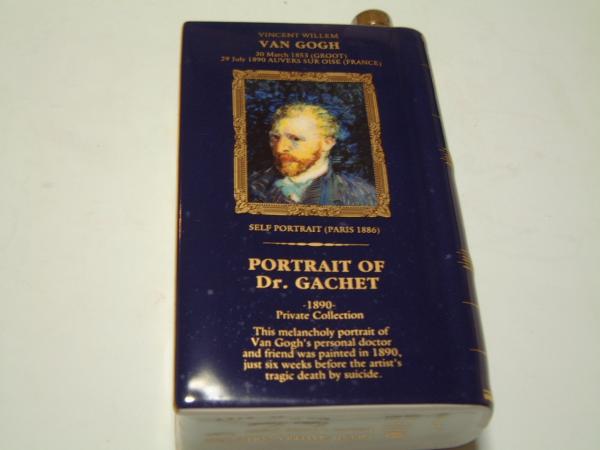 VINCENT WILLEM
VAN GOGH
30 March 1853 (GROOT)
29 July 1890 AUVERS SUR OISE (FRANCE)
SELF PORTRAIT (PARIS 1886)
PORTRAIT OF
Dr. GACHET
-1890-
Private Collection
This melancholy portrait of
Van Gogh's personal doctor
and friend was painted in 1890,
just six weeks before the artist's
tragic death by suicide.